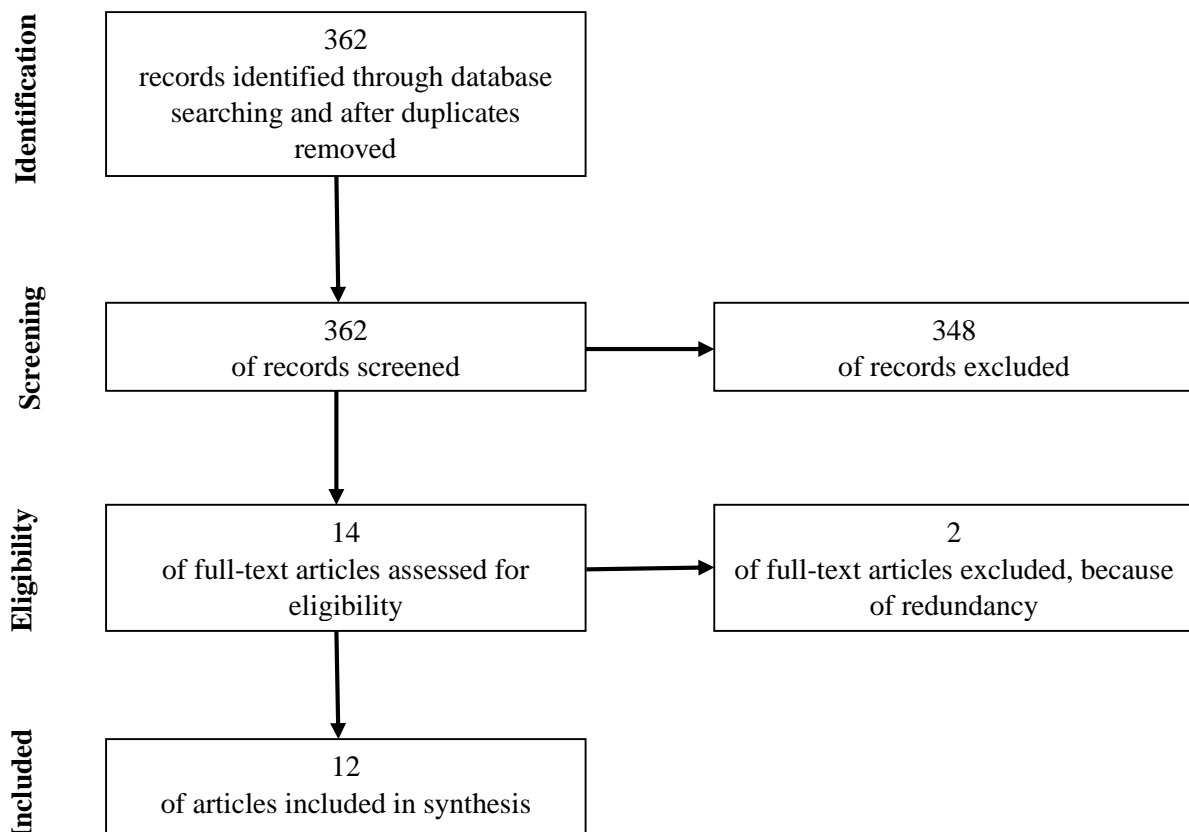 Identification
362
records identified through database
searching and after duplicates
removed
Screening
362
of records screened
348
of records excluded
Eligibility
14
of full-text articles assessed for
eligibility
2
of full-text articles excluded, because
of redundancy
Included
12
of articles included in synthesis